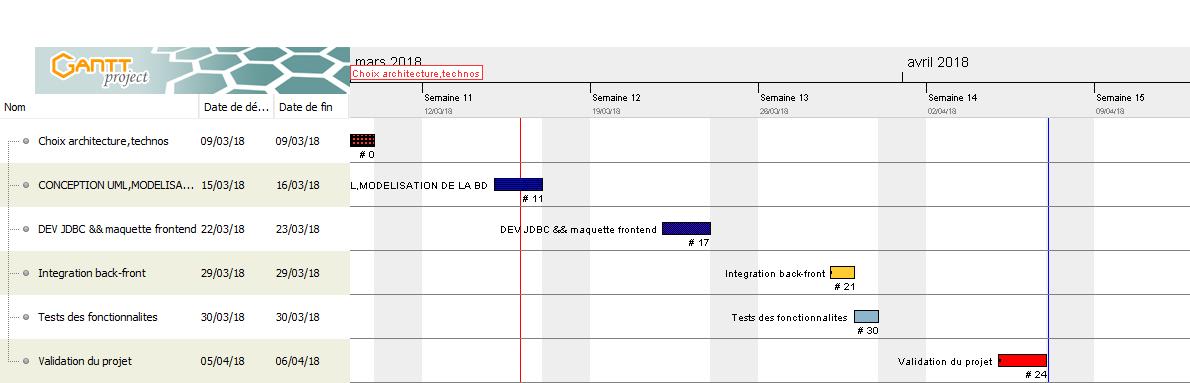 GANTT
project
mars 2018
avril 2018
Choix architecture,technos
Nom
Date de dé...
Date de fin
Semaine 11
Semaine 12
Semaine 13
Semaine 14
Semaine 15
12/03/18
19/03/18
26/03/18
02/04/18
09/04/18
Choix architecture,technos 09/03/18 09/03/18
# 0
CONCEPTION UML,MODELISA... 15/03/18 16/03/18
L,MODELISATION DE LA BD
# 11
DEV JDBC && maquette frontend 22/03/18 23/03/18
DEV JDBC && maquette frontend
# 17
Integration back-front 29/03/18 29/03/18
Integration back-front
# 21
Tests des fonctionnalites 30/03/18 30/03/18
Tests des fonctionnalites
# 30
Validation du projet 05/04/18 06/04/18
Validation du projet
# 24